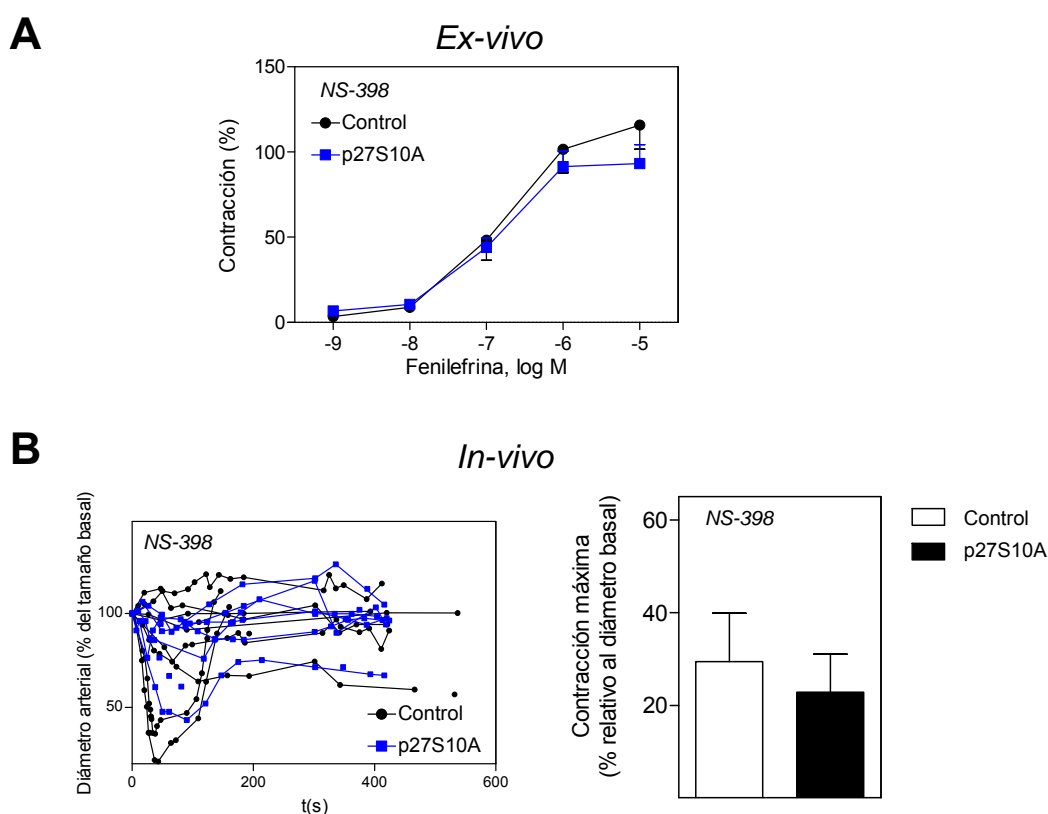 A
Ex-vivo
150
100
50
0
Contracción (%)
NS-398
Control
p27S10A
-9 -8 -7 -6 -5
Fenilefrina, log M
B
In-vivo
Diámetro arterial (% del tamaño basal)
100
50
NS-398
Control
p27S10A
0 200 400 600
t(s)
Contracción máxima
(% relativo al diámetro basal)
60
40
20
NS-398
Control
p27S10A